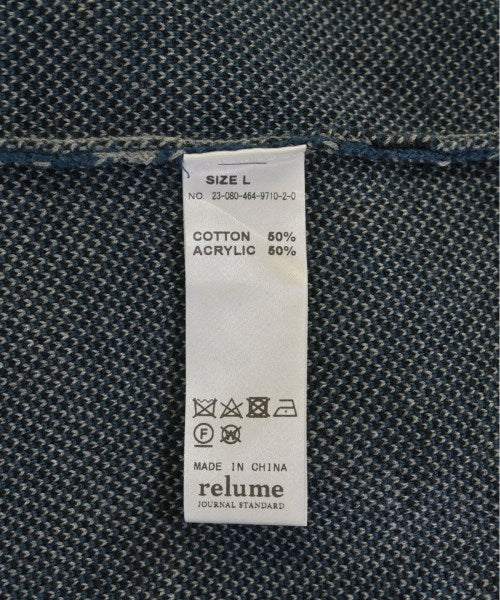 SIZE L
NO. 23-080-464-9710-2-0
COTTON 50%
ACRYLIC 50%
F
W
MADE IN CHINA
relume
JOURNAL STANDARD